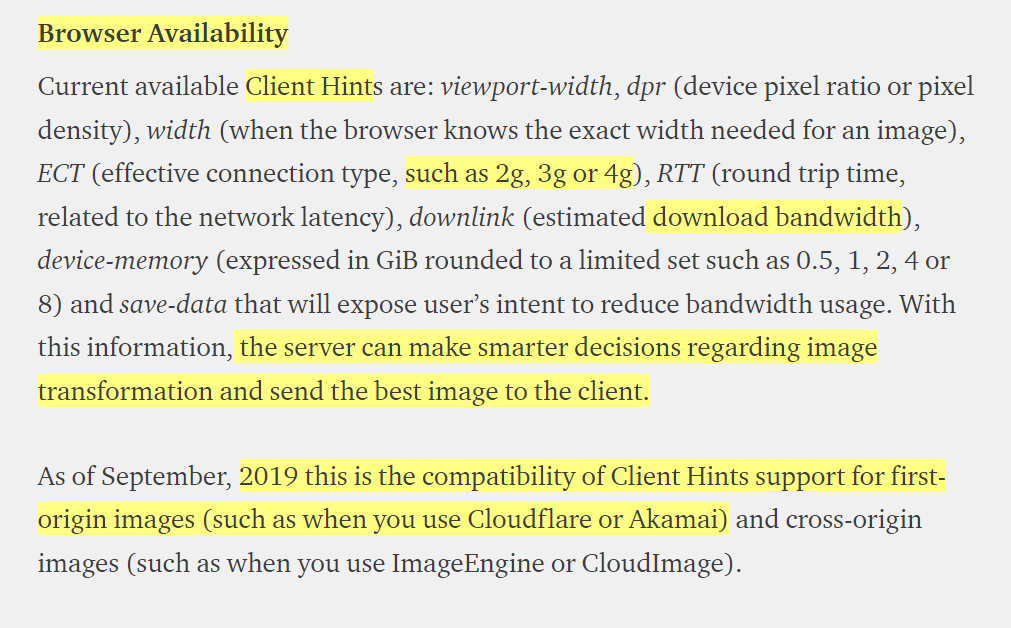 Browser Availability
Current available Client Hints are: viewport-width, dpr (device pixel ratio or pixel
density), width (when the browser knows the exact width needed for an image),
ECT (effective connection type, such as 2g, 3g or 4g), RTT (round trip time,
related to the network latency), downlink (estimated download bandwidth),
device-memory (expressed in GiB rounded to a limited set such as 0.5, 1, 2, 4 or
8) and save-data that will expose user’s intent to reduce bandwidth usage. With
this information, the server can make smarter decisions regarding image
transformation and send the best image to the client.
As of September, 2019 this is the compatibility of Client Hints support for first-
origin images (such as when you use Cloudflare or Akamai) and cross-origin
images (such as when you use ImageEngine or CloudImage).